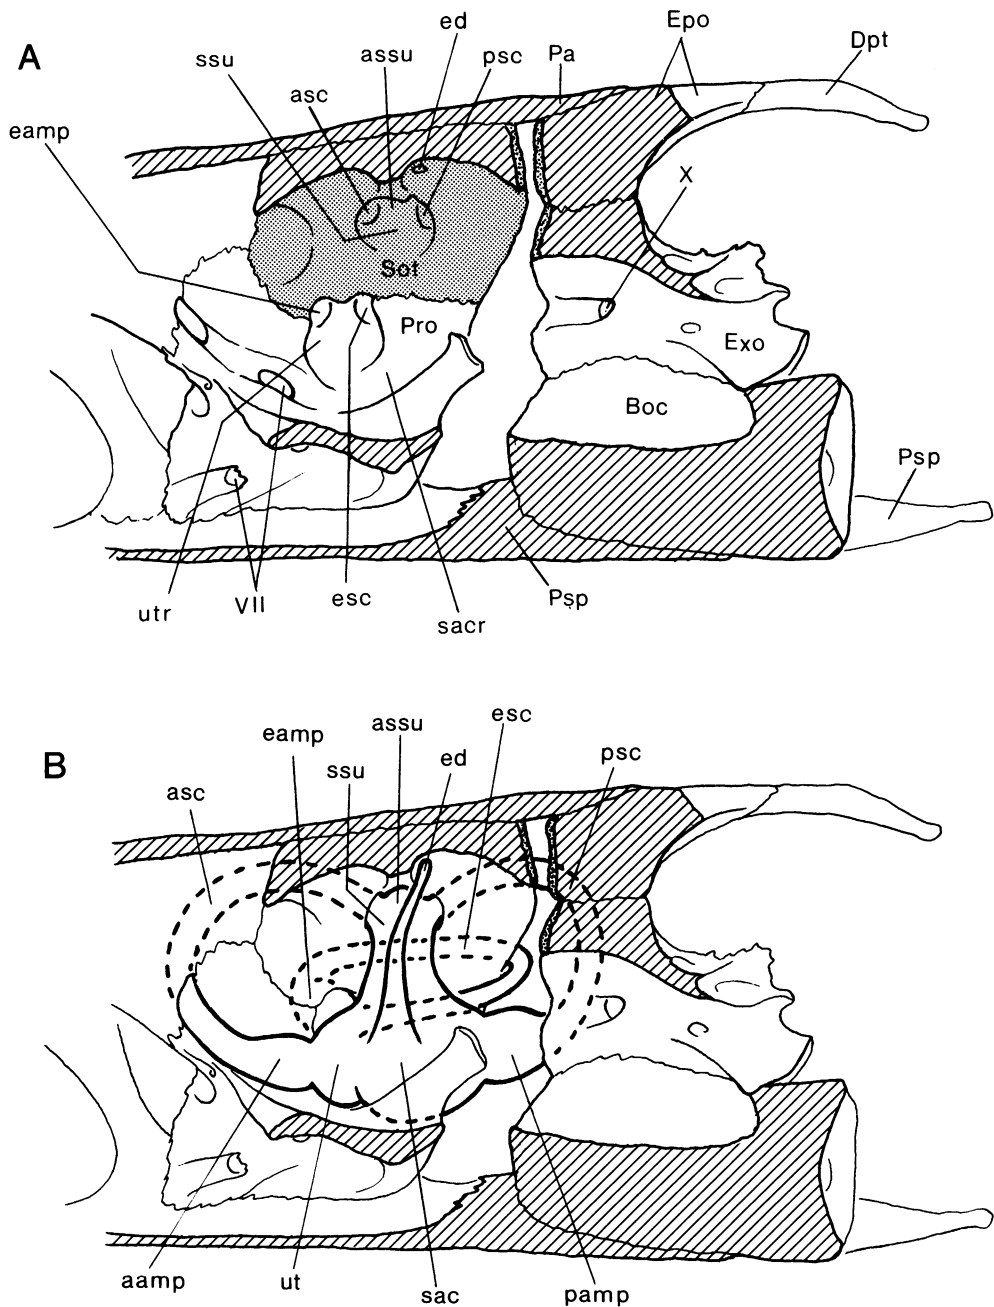 A
ed
Epo
Dpt
ssu
assu
psc
Pa
asc
eamp
X
Sot
Pro
Exo
Boc
Psp
utr
VII
esc
sacr
Psp
B
eamp
assu
esc
ssu
ed
psc
asc
aamp
ut
sac
pamp